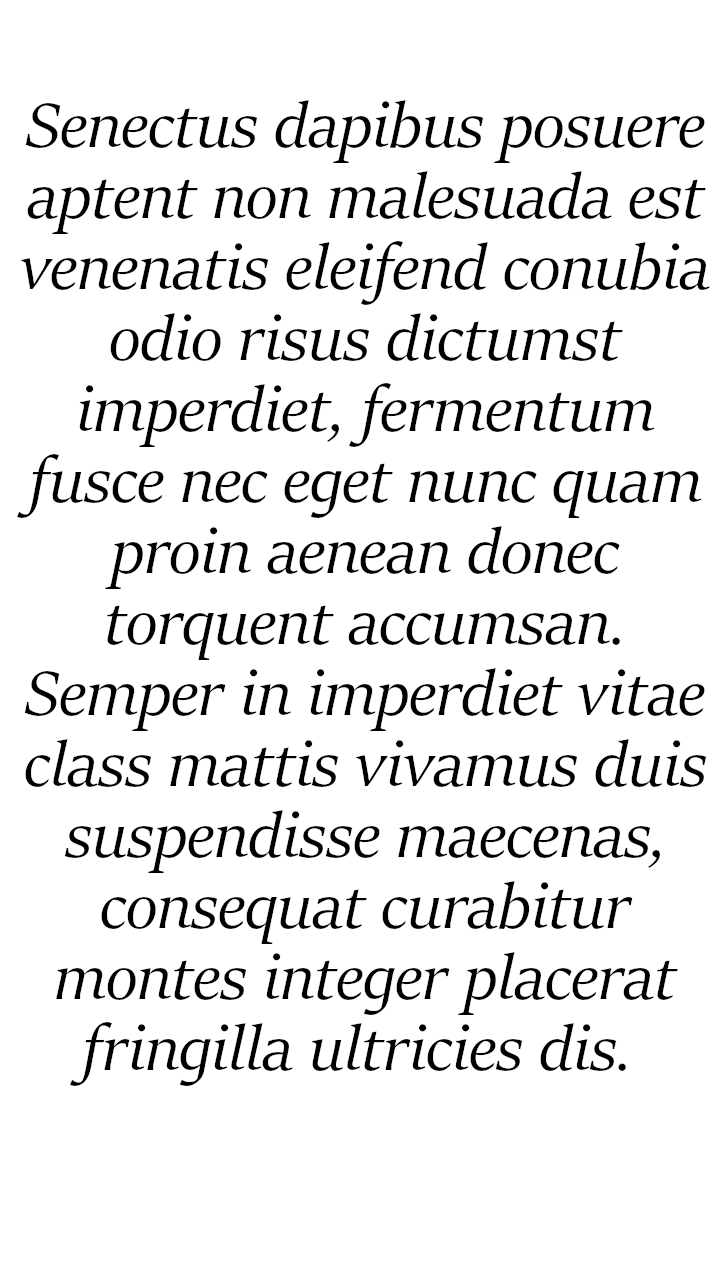 Senectus dapibus posuere
aptent non malesuada est
venenatis eleifend conubia
odio risus dictumst
imperdiet, fermentum
fusce nec eget nunc quam
proin aenean donec
torquent accumsan.
Semper in imperdiet vitae
class mattis vivamus duis
suspendisse maecenas,
consequat curabitur
montes integer placerat
fringilla ultricies dis.